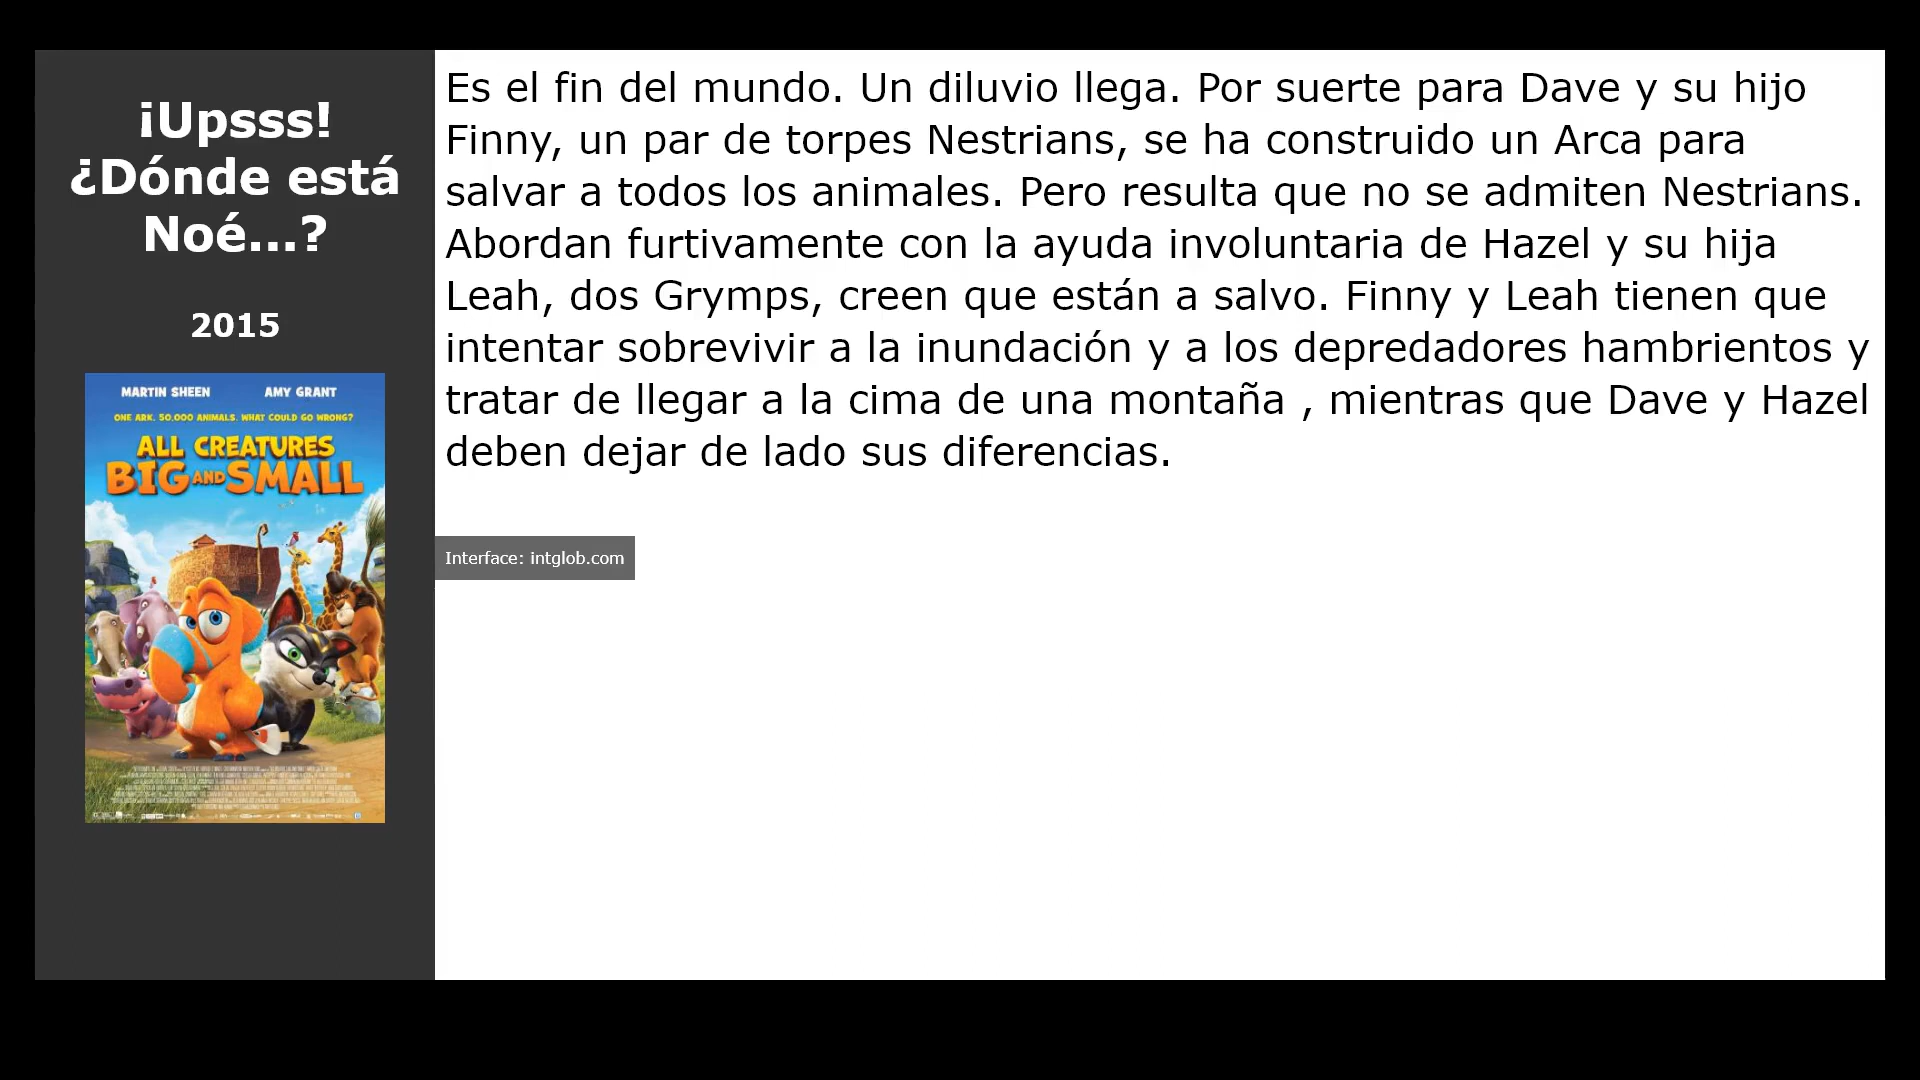 ¡Upsss!
¿Dónde está
Noé...?
2015
MARTIN SHEEN AMY GRANT
ONE ARK. 50,000 ANIMALS. WHAT COULD GO WRONG?
ALL CREATURES
BIG AND SMALL
Es el fin del mundo. Un diluvio llega. Por suerte para Dave y su hijo
Finny, un par de torpes Nestrians, se ha construido un Arca para
salvar a todos los animales. Pero resulta que no se admiten Nestrians.
Abordan furtivamente con la ayuda involuntaria de Hazel y su hija
Leah, dos Grymps, creen que están a salvo. Finny y Leah tienen que
intentar sobrevivir a la inundación y a los depredadores hambrientos y
tratar de llegar a la cima de una montaña , mientras que Dave y Hazel
deben dejar de lado sus diferencias.
Interface: intglob.com